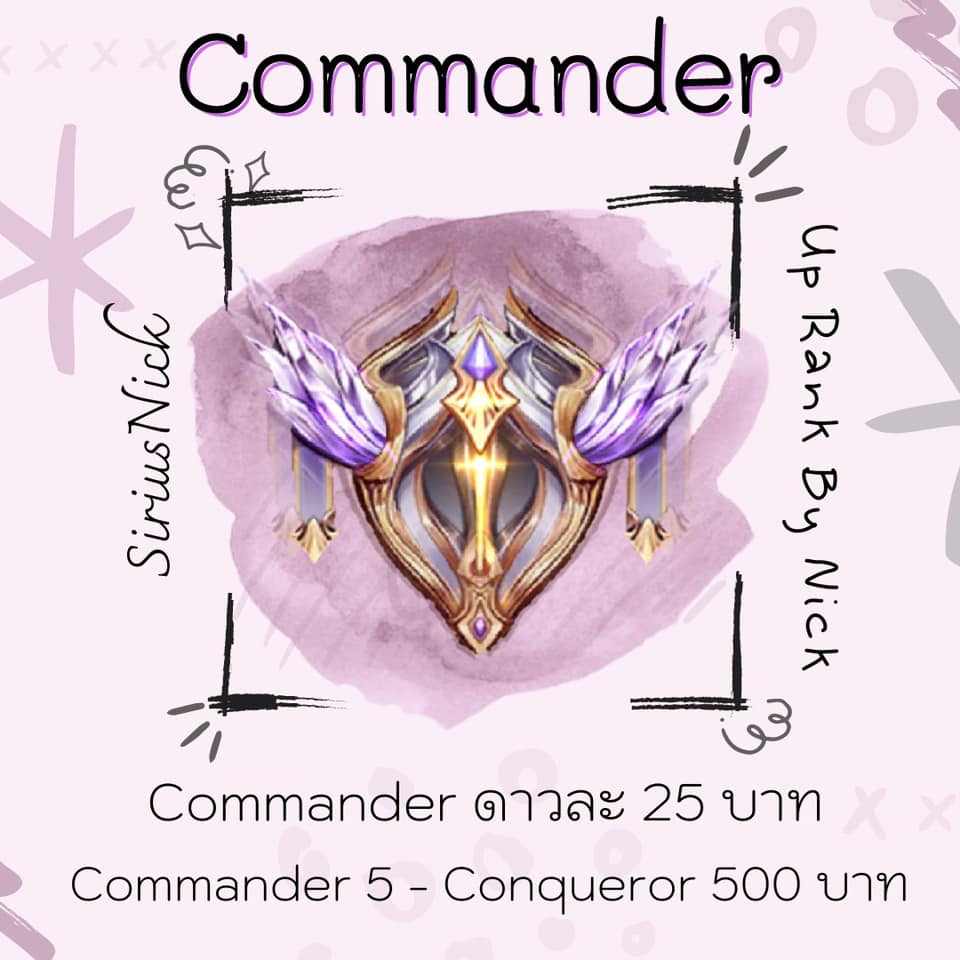 Commander
SiriusNick
Up Rank By Nick
Commander ดาวละ 25 บาท
Commander 5 - Conqueror 500 บาท